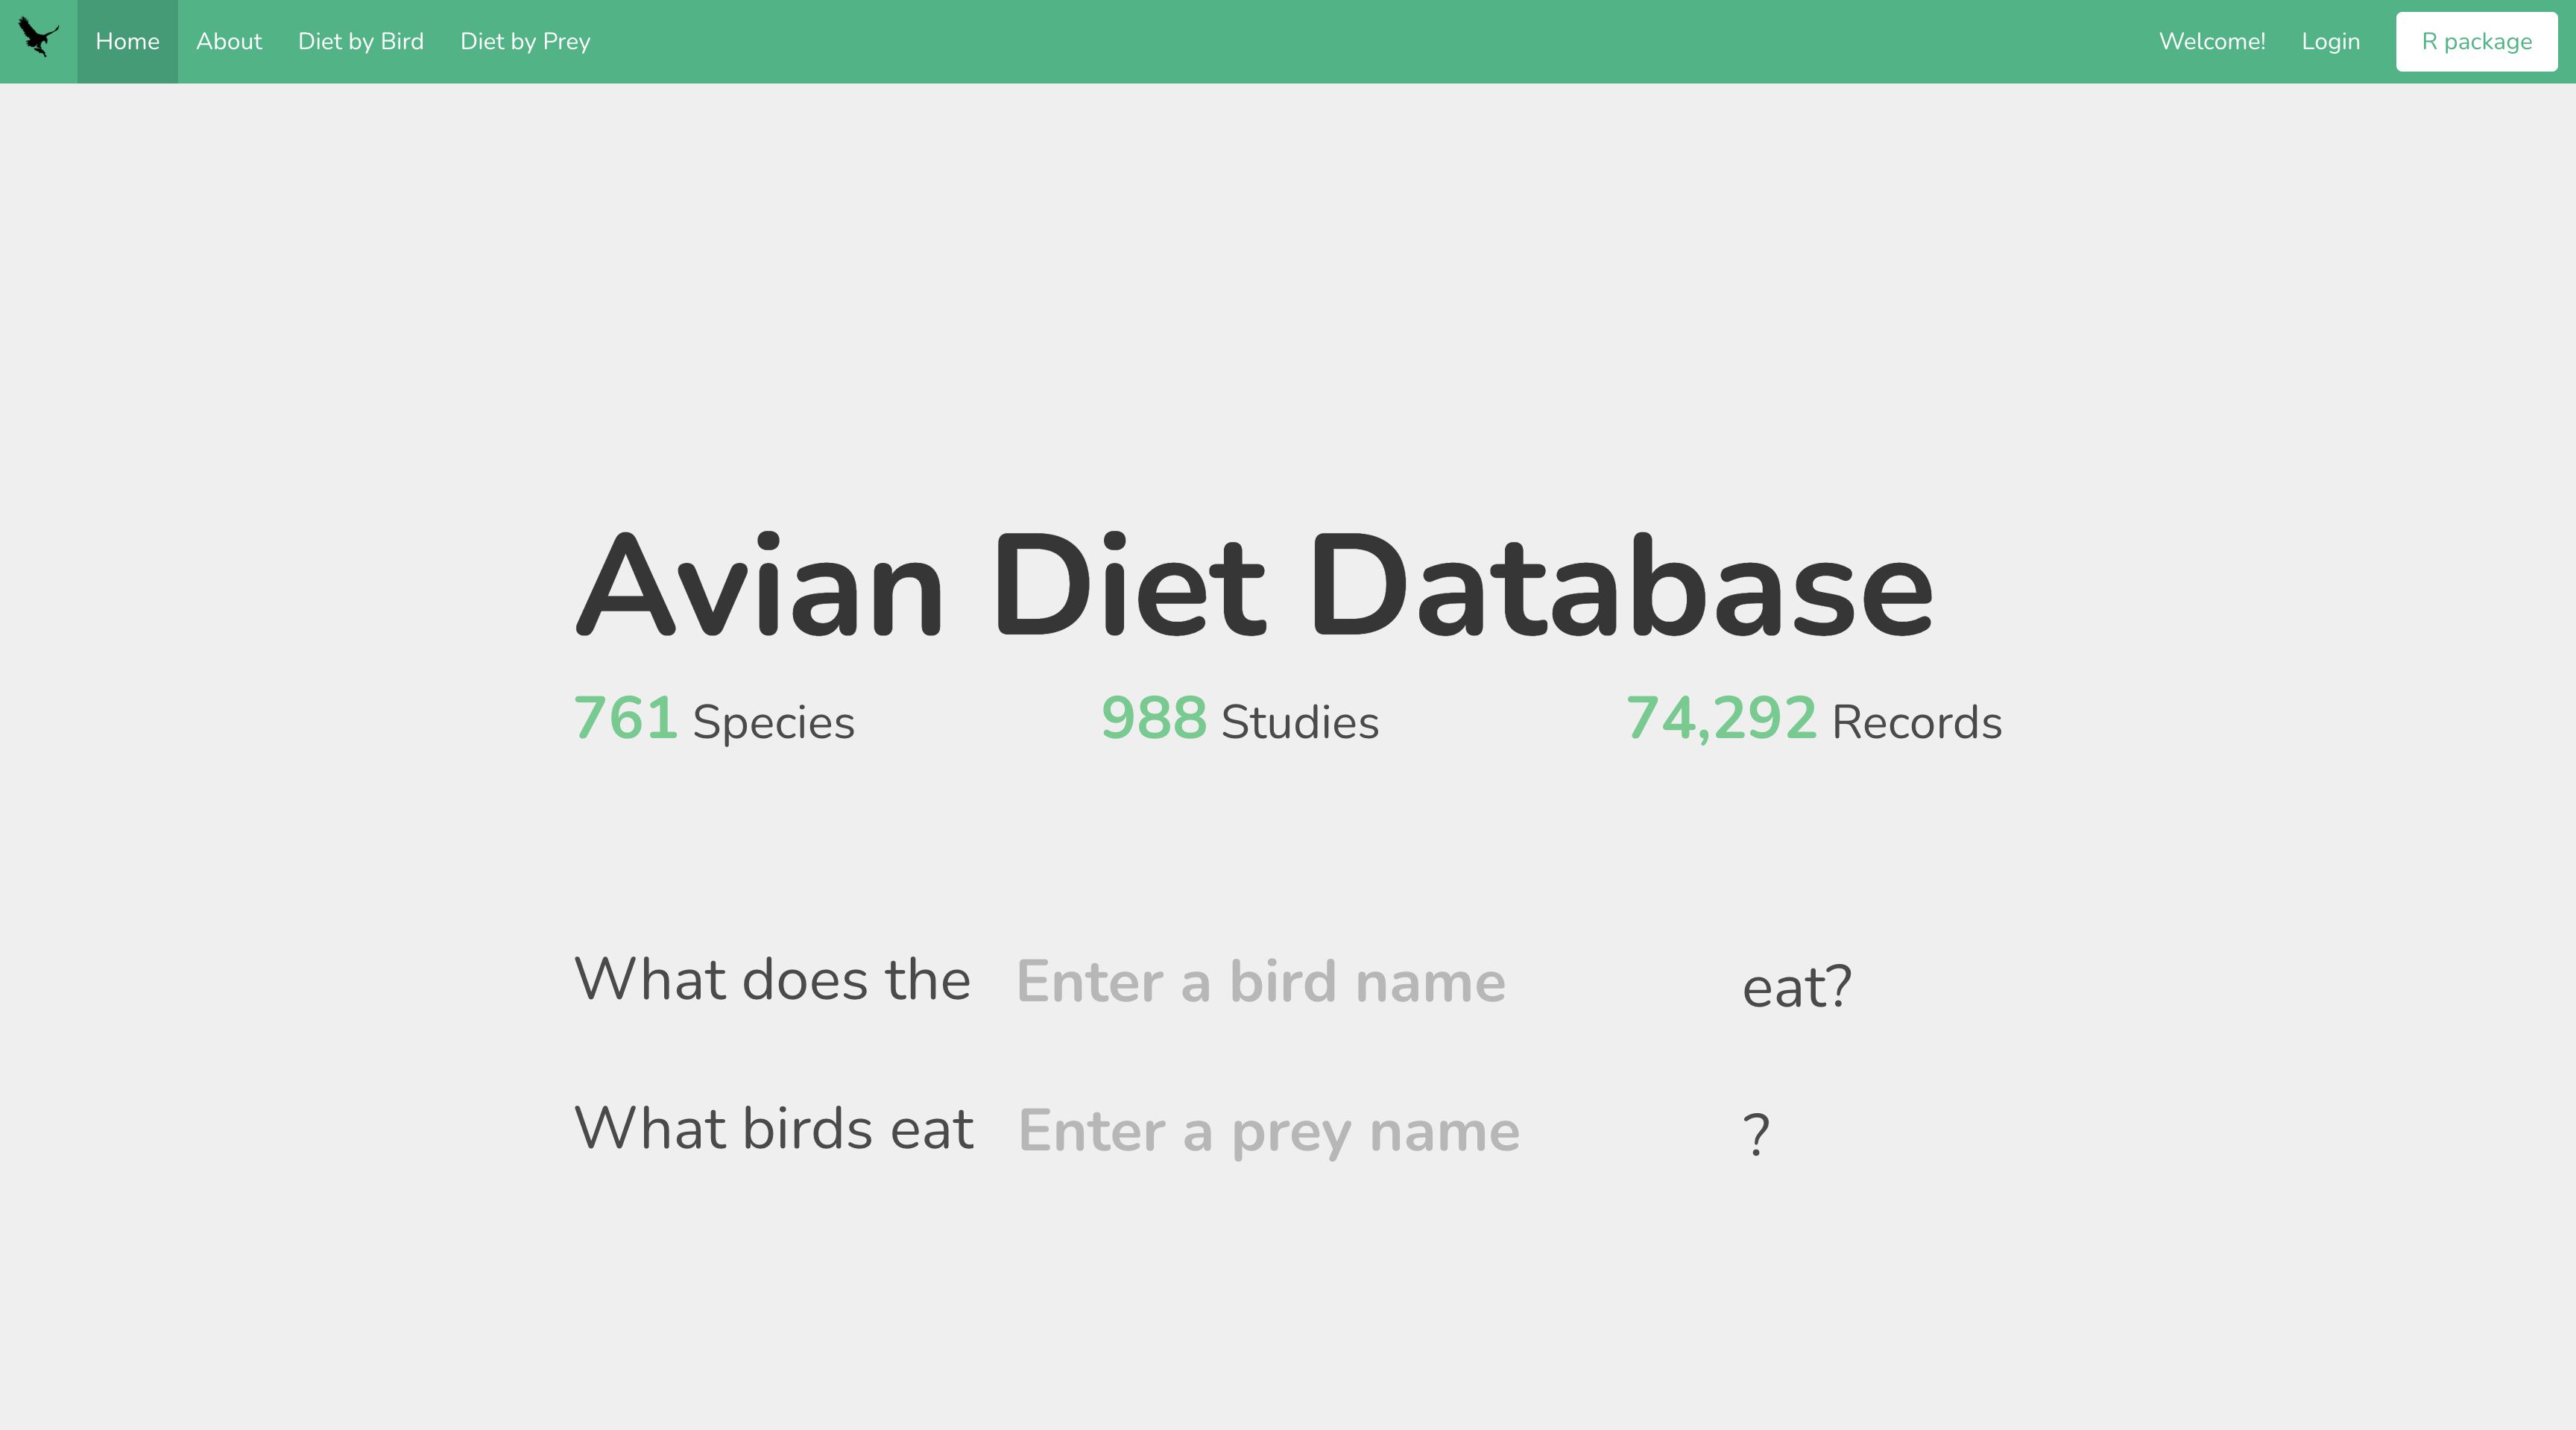 Home About Diet by Bird Diet by Prey Welcome! Login R package
Avian Diet Database
761 Species 988 Studies 74,292 Records
What does the Enter a bird name eat?
What birds eat Enter a prey name ?